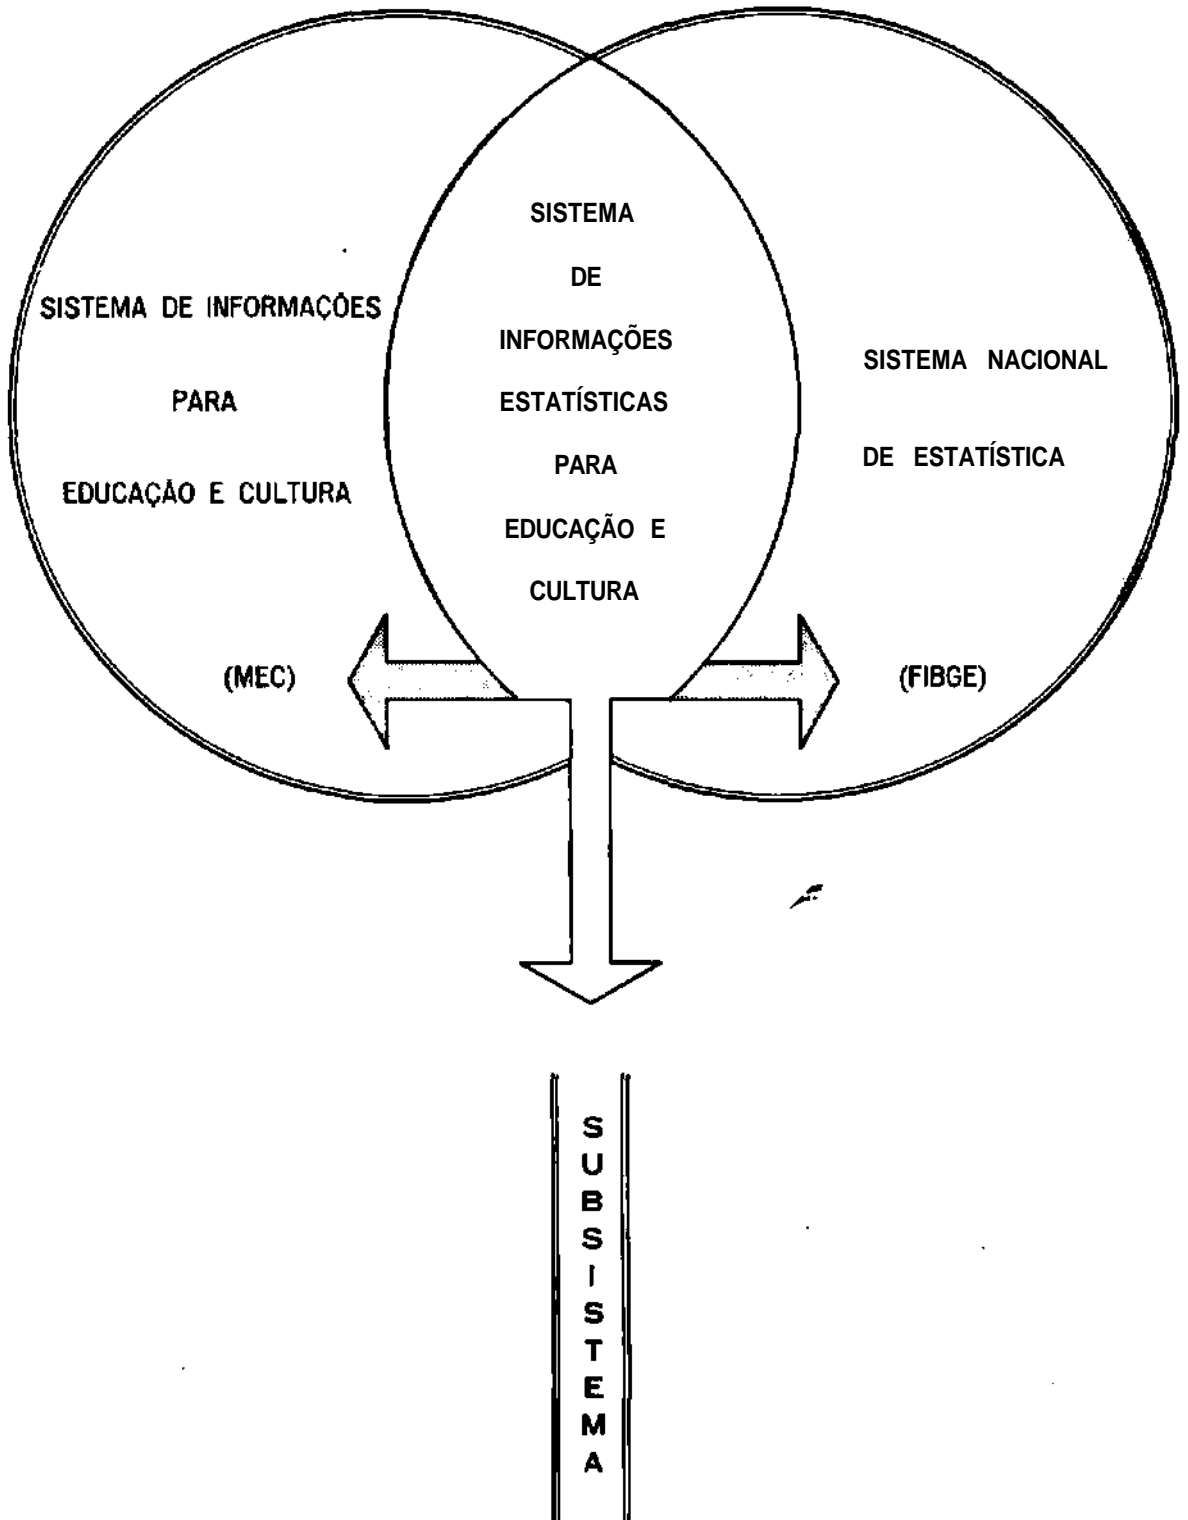 SISTEMA DE INFORMAÇÕES
PARA
EDUCAÇÃO E CULTURA
(MEC)
SISTEMA
DE
INFORMAÇÕES
ESTATÍSTICAS
PARA
EDUCAÇÃO E
CULTURA
SISTEMA NACIONAL
DE ESTATÍSTICA
(FIBGE)
SUBSISTEMA